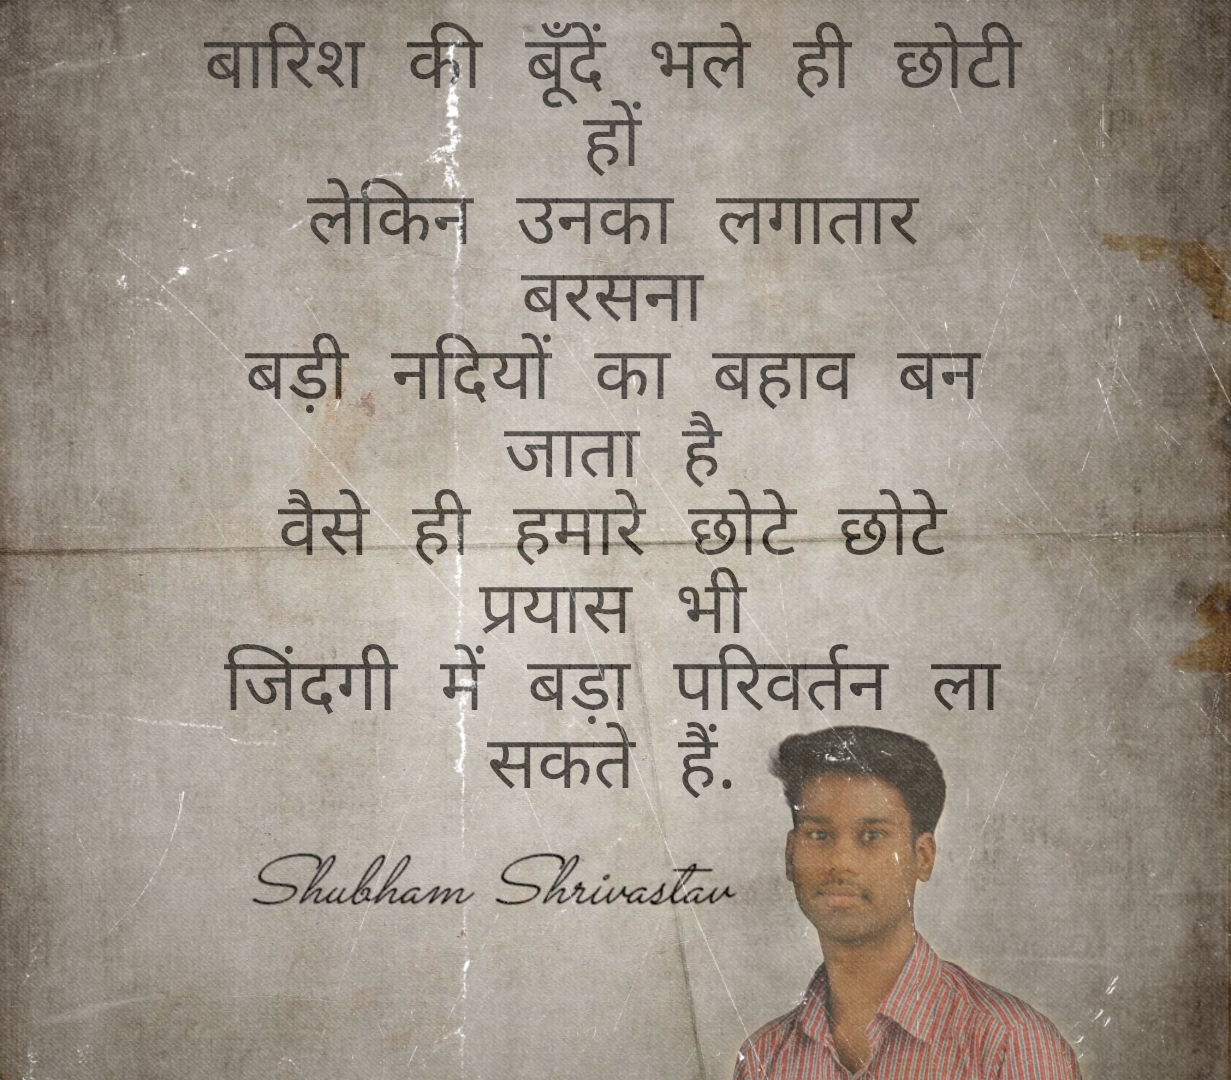 बारिश की बूँदें भले ही छोटी
हों
लेकिन उनका लगातार
बरसना
बड़ी नदियों का बहाव बन
जाता है
वैसे ही हमारे छोटे छोटे
प्रयास भी
जिंदगी में बड़ा परिवर्तन ला
सकते हैं.
Shubham Shrivastav